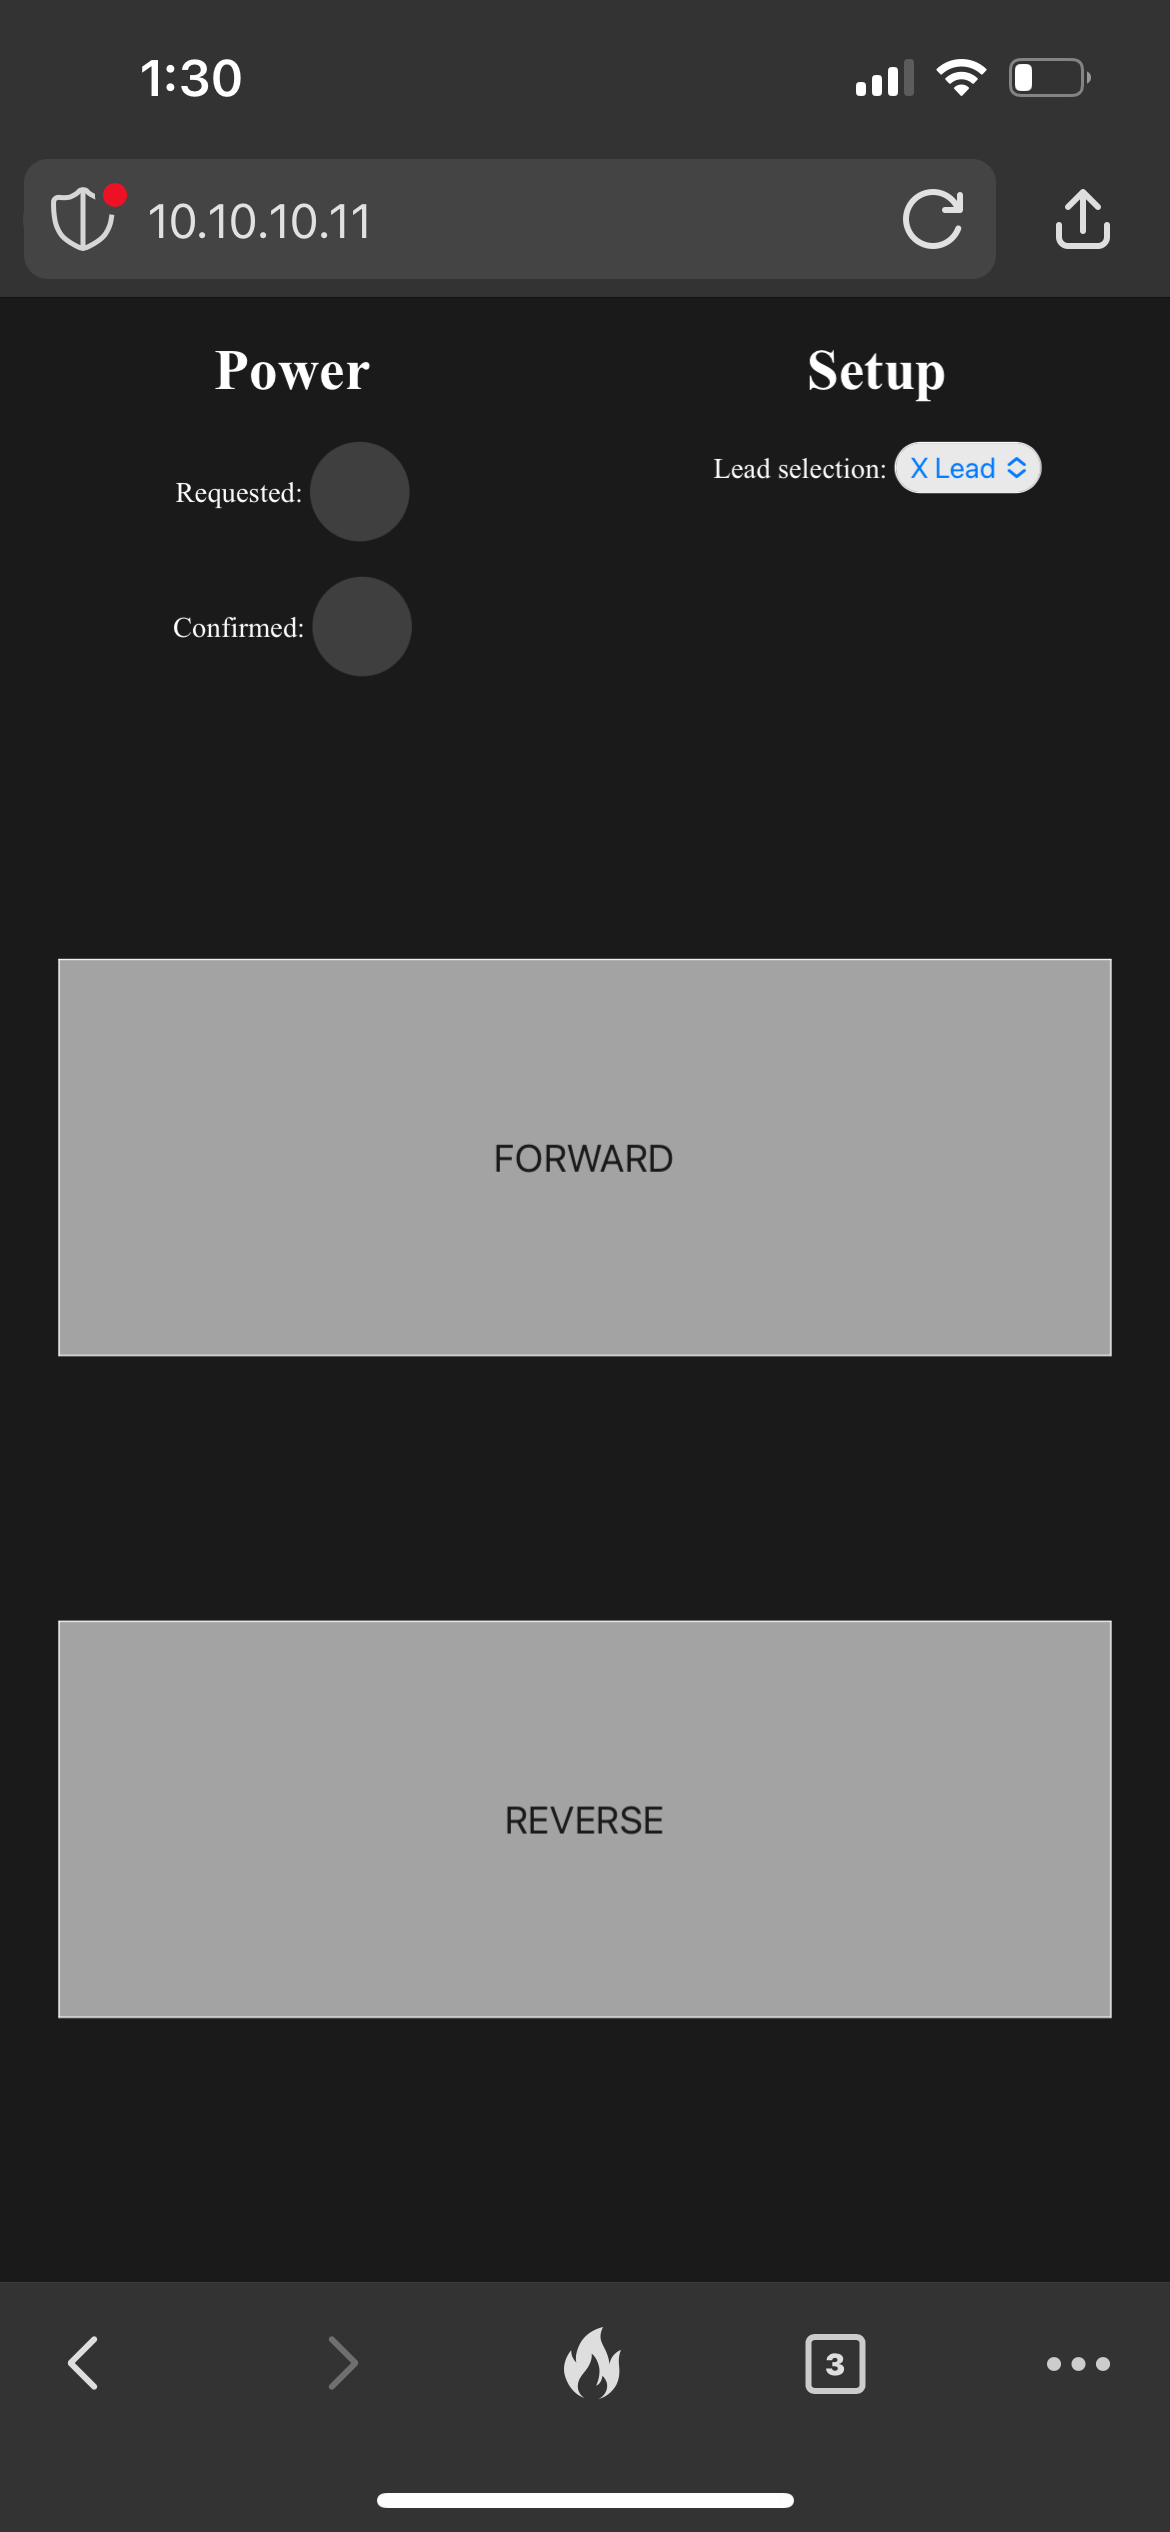 1:30
10.10.10.11
Power
Requested:
Confirmed:
Setup
Lead selection: X Lead
FORWARD
REVERSE
3